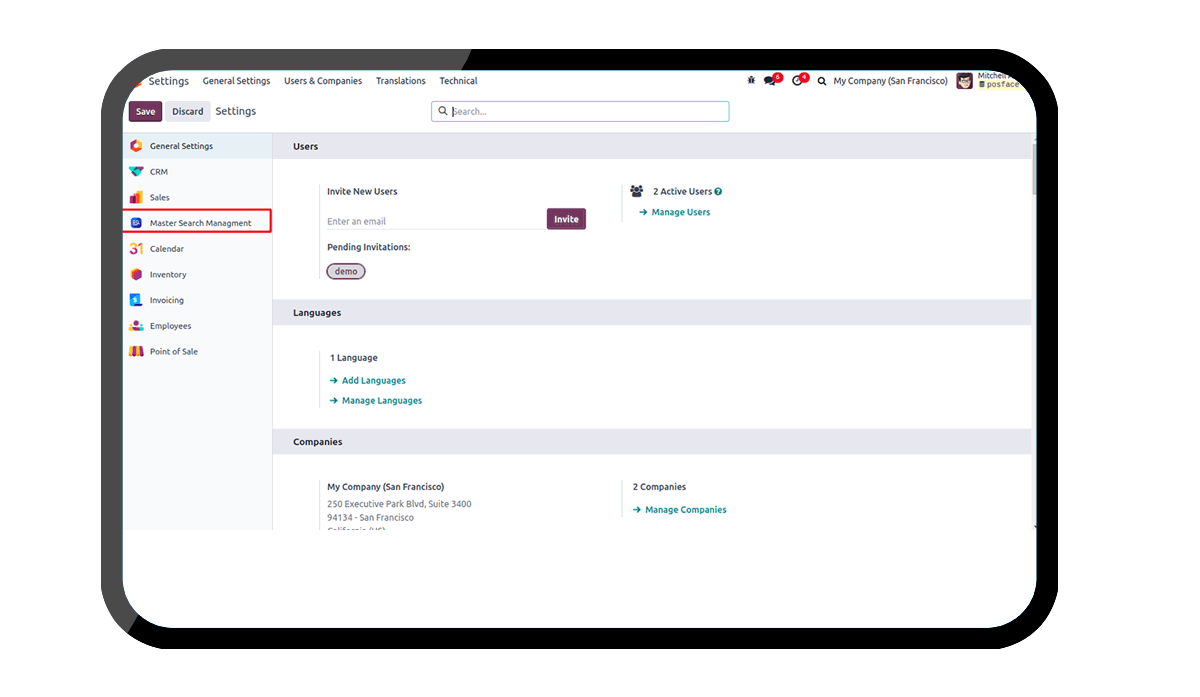 Settings General Settings Users & Companies Translations Technical 6 4 My Company (San Francisco) Mitchell
posface
Save Discard Settings Search...
General Settings
CRM
Sales
Master Search Managment
31 Calendar
Inventory
Invoicing
Employees
Point of Sale
Users
Invite New Users 2 Active Users
Manage Users
Enter an email Invite
Pending Invitations:
demo
Languages
1 Language
Add Languages
Manage Languages
Companies
My Company (San Francisco) 2 Companies
250 Executive Park Blvd, Suite 3400
Manage Companies
94134 - San Francisco
California (US)